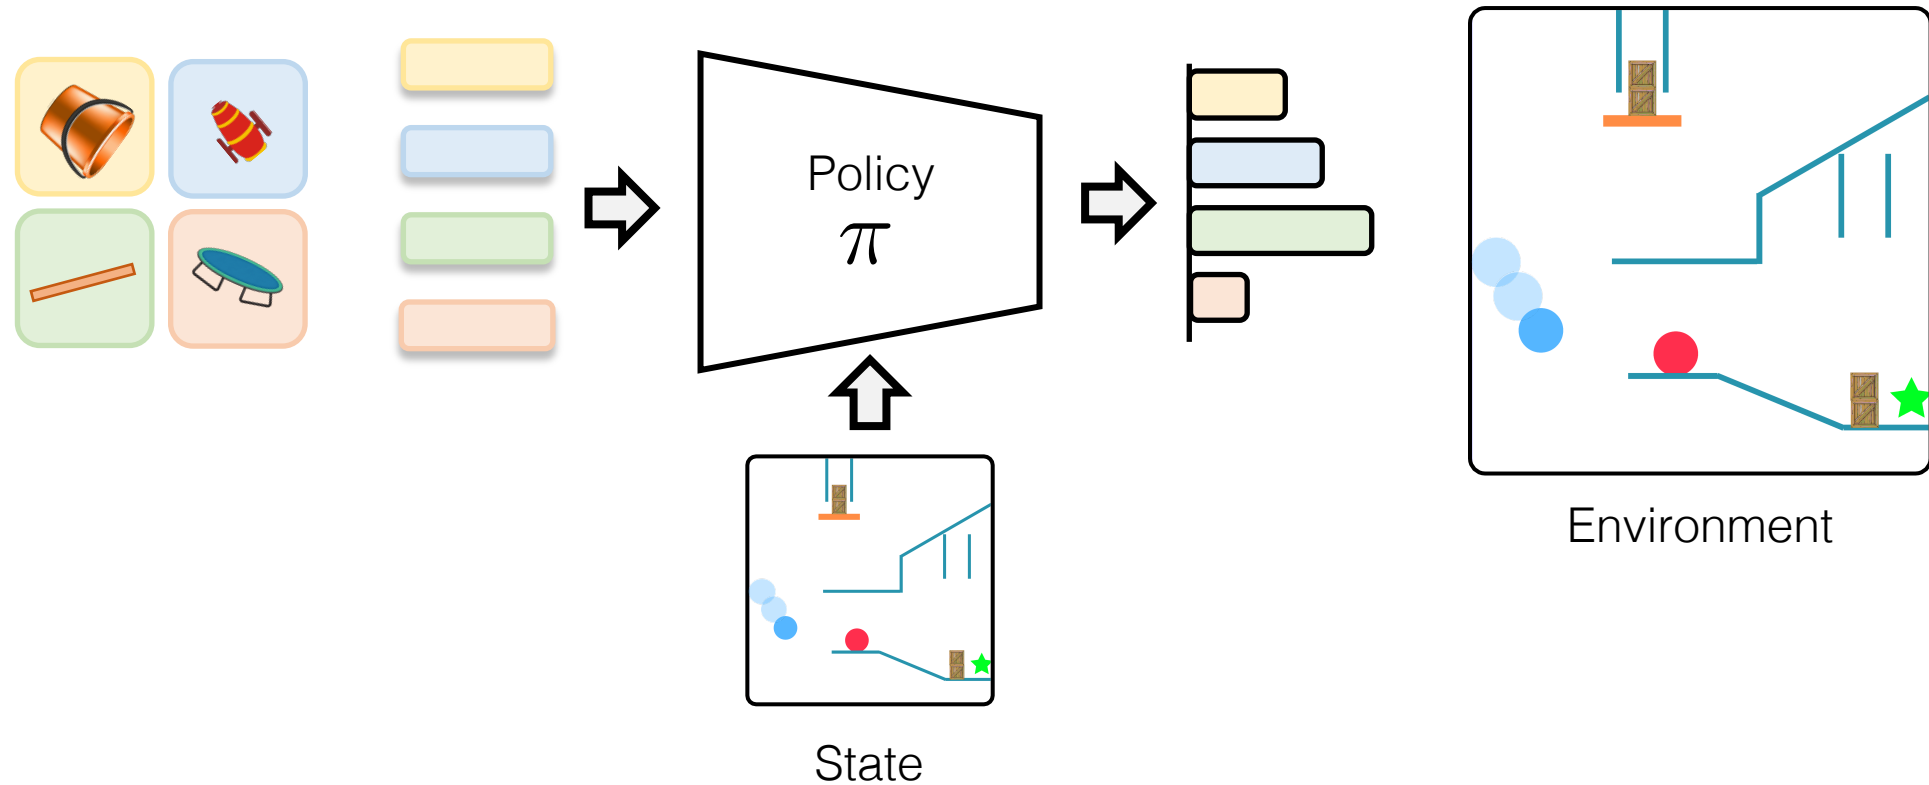 Policy
π
State
Environment